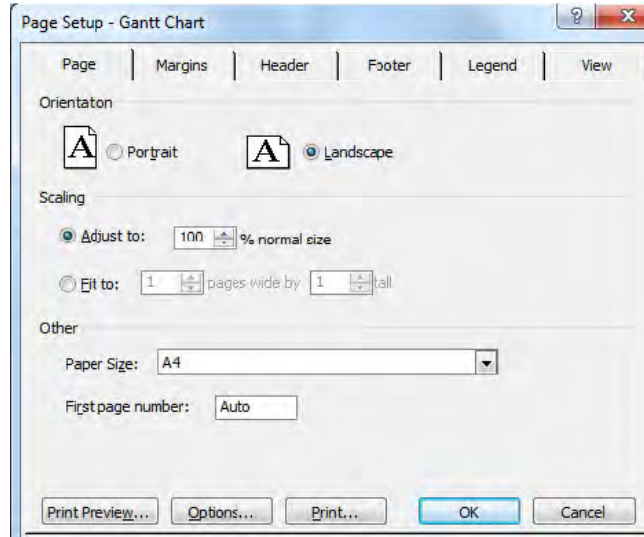 Page Setup - Gantt Chart
Page Margins Header Footer Legend View
Orientaton
A Portrait A Landscape
Scaling
Adjust to: 100 % normal size
Fit to: 1 pages wide by 1 tall
Other
Paper Size: A4
First page number: Auto
Print Preview... Options... Print... OK Cancel